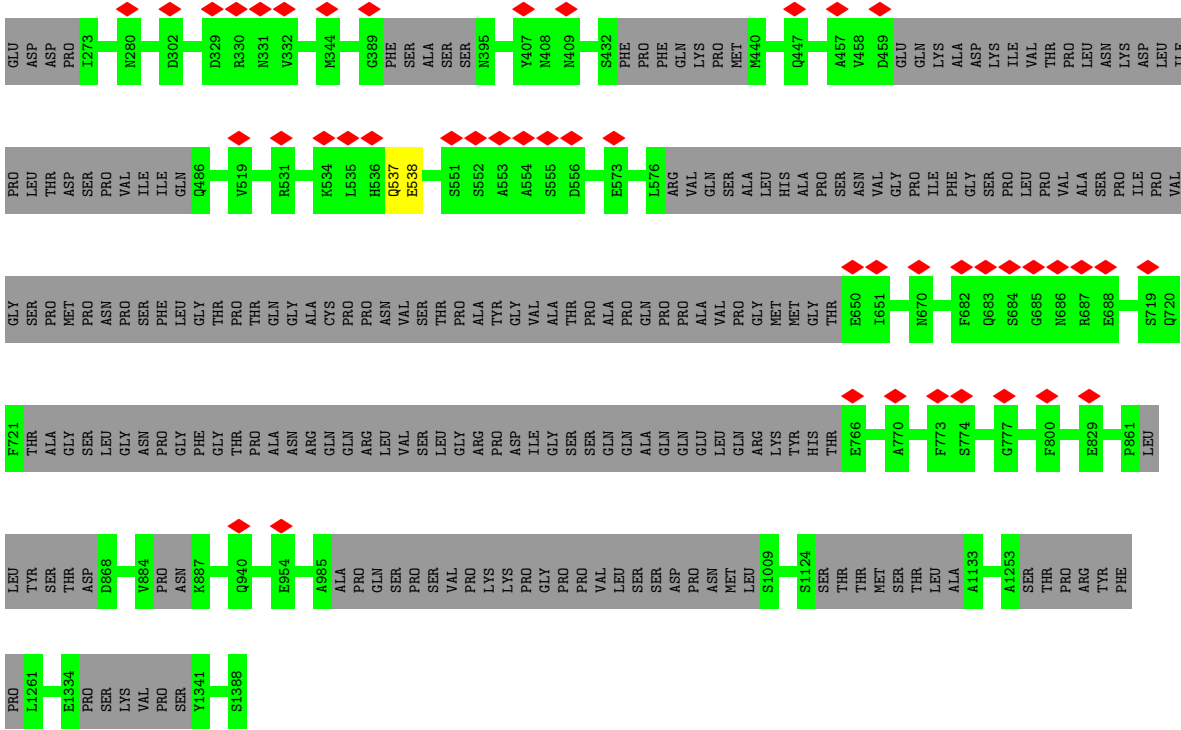 GLU ASP ASP PRO I273 N280 D302 D329 R330 N331 V332 M344 G389 PHE SER ALA SER SER N395 Y407 N408 N409 S432 PHE PRO PHE GLN LYS PRO MET M440 Q447 A457 V458 D459 GLU GLN LYS ALA ASP LYS ILE VAL THR PRO LEU ASN LYS ASP LEU ILE
PRO LEU THR ASP SER PRO VAL ILE ILE GLN Q486 V519 R531 K534 L535 H536 Q537 E538 S551 S552 A553 A554 S555 D556 E573 L576 ARG VAL GLN SER ALA LEU HIS ALA PRO SER ASN VAL GLY PRO ILE PHE GLY SER PRO LEU PRO VAL ALA SER PRO ILE PRO VAL
GLY SER PRO MET PRO ASN PRO SER PHE LEU GLY THR PRO THR GLN GLY ALA CYS PRO PRO ASN VAL SER THR PRO ALA TYR GLY VAL ALA THR PRO ALA PRO GLN PRO PRO ALA VAL PRO GLY MET MET GLY THR E650 I651 N670 F682 Q683 S684 G685 N686 R687 E688 S719 Q720
F721 THR ALA GLY SER LEU GLY ASN PRO GLY PHE GLY THR PRO ALA ASN ARG GLN GLN ARG LEU VAL SER LEU GLY ARG PRO ASP ILE GLY SER SER GLN GLN ALA GLN GLN GLU LEU GLN ARG LYS TYR HIS THR E766 A770 F773 S774 G777 F800 E829 P861 LEU
LEU TYR SER THR ASP D868 V884 PRO ASN K887 Q940 E954 A985 ALA PRO GLN SER PRO SER VAL PRO LYS LYS PRO GLY PRO PRO VAL LEU SER SER ASP PRO ASN MET LEU S1009 S1124 SER THR THR MET SER THR LEU ALA A1133 A1253 SER THR PRO ARG TYR PHE
PRO L1261 E1334 PRO SER LYS VAL PRO SER Y1341 S1388